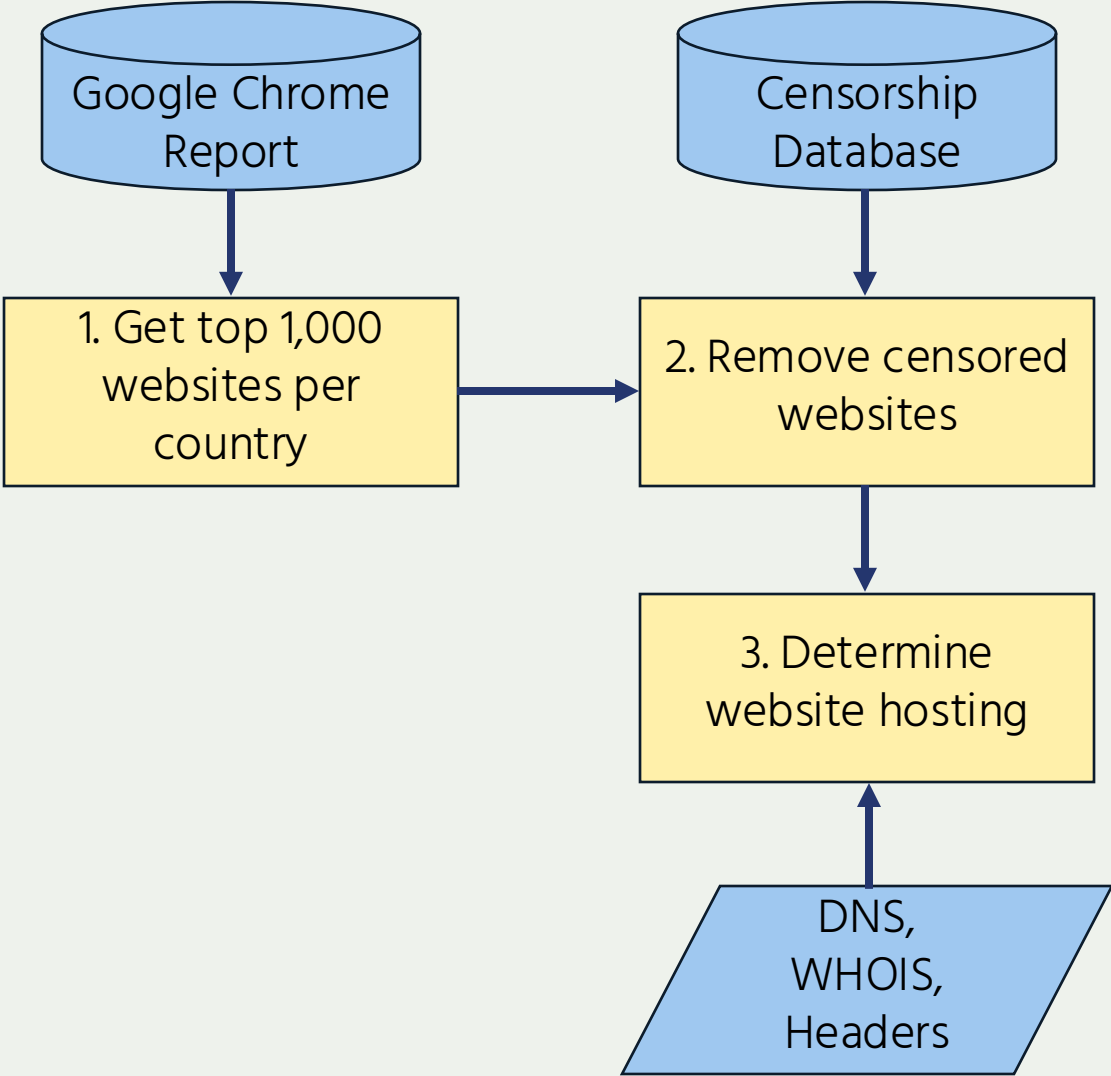 Google Chrome
Report
Censorship
Database
1. Get top 1,000
websites per
country
2. Remove censored
websites
3. Determine
website hosting
DNS,
WHOIS,
Headers